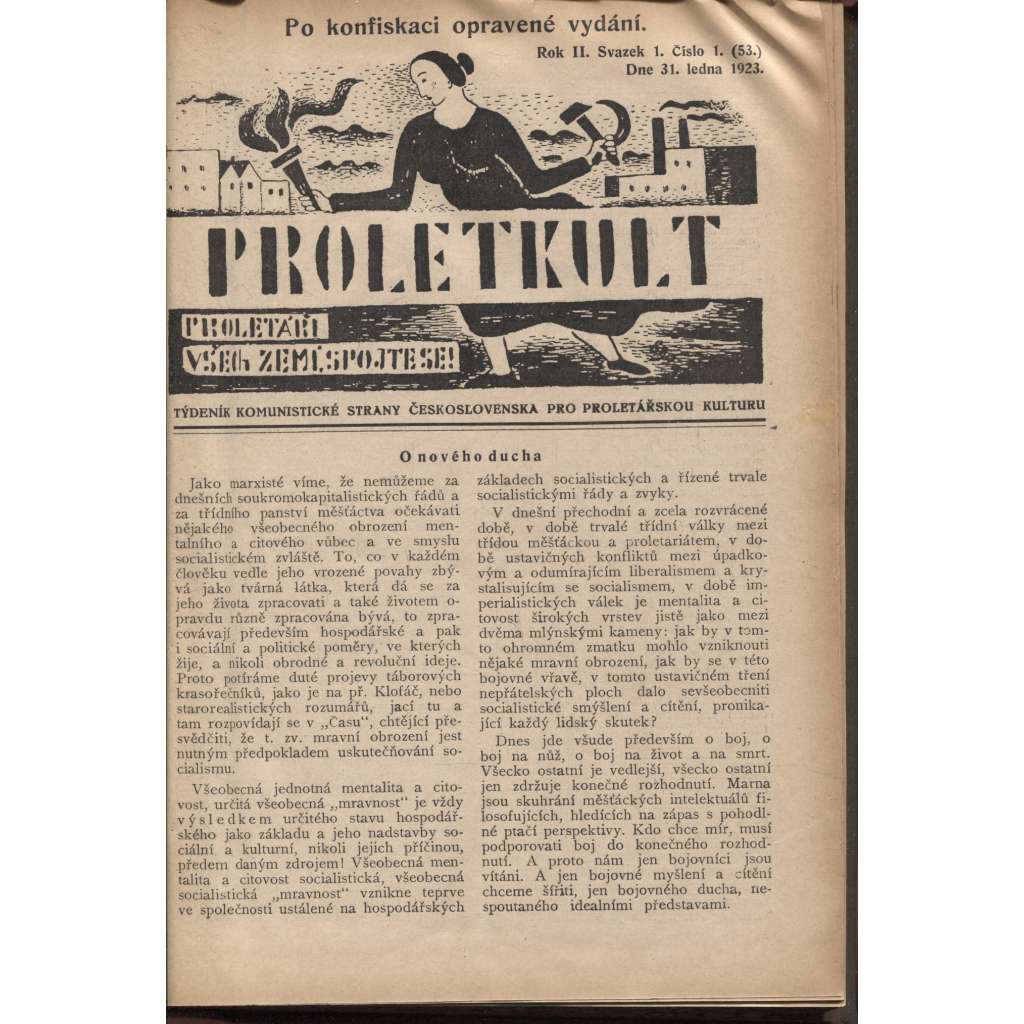 Po konfiskaci opravené vydání.
Rok II. Svazek 1. Číslo 1. (53.)
Dne 31. ledna 1923.
PROLETKULT
PROLETÁŘI
VŠECH ZEMÍ, SPOJTE SE!
TÝDENÍK KOMUNISTICKÉ STRANY ČESKOSLOVENSKA PRO PROLETÁŘSKOU KULTURU
O nového ducha
Jako marxisté víme, že nemůžeme za
dnešních soukromokapitalistických řádů a
za třídního panství měšťáctva očekávati
nějakého všeobecného obrození men-
talního a citového vůbec a ve smyslu
socialistickém zvláště. To, co v každém
člověku vedle jeho vrozené povahy zbý-
vá jako tvárná látka, která dá se za
jeho života zpracovati a také životem o-
pravdu různě zpracována bývá, to zpra-
covávají především hospodářské a pak
i sociální a politické poměry, ve kterých
žije, a nikoli obrodné a revoluční ideje.
Proto potíráme duté projevy táborových
krasořečníků, jako je na př. Klofáč, nebo
starorealistických rozumářů, jací tu a
tam rozpovídají se v „Času“, chtějící pře-
svědčiti, že t. zv. mravní obrození jest
nutným předpokladem uskutečňování so-
cialismu.
Všeobecná jednotná mentalita a cito-
vost, určitá všeobecná „mravnost“ je vždy
výsledkem určitého stavu hospodář-
ského jako základu a jeho nadstavby so-
ciální a kulturní, nikoli jejich příčinou,
předem daným zdrojem! Všeobecná men-
talita a citovost socialistická, všeobecná
socialistická „mravnost“ vznikne teprve
ve společnosti ustálené na hospodářských
základech socialistických a řízené trvale
socialistickými řády a zvyky.
V dnešní přechodní a zcela rozvrácené
době, v době trvalé třídní války mezi
třídou měšťáckou a proletariátem, v do-
bě ustavičných konfliktů mezi úpadko-
vým a odumírajícím liberalismem a kry-
stalisujícím se socialismem, v době im-
perialistických válek je mentalita a ci-
tovost širokých vrstev jistě jako mezi
dvěma mlýnskými kameny: jak by v tom-
to ohromném zmatku mohlo vzniknouti
nějaké mravní obrození, jak by se v této
bojovné vřavě, v tomto ustavičném tření
nepřátelských ploch dalo sevšeobecniti
socialistické smýšlení a cítění, pronika-
jící každý lidský skutek?
Dnes jde všude především o boj, o
boj na nůž, o boj na život a na smrt.
Všecko ostatní je vedlejší, všecko ostatní
jen zdržuje konečné rozhodnutí. Marna
jsou skuhrání měšťáckých intelektuálů fi-
losofujících, hledících na zápas s pohodl-
né ptačí perspektivy. Kdo chce mír, musí
podporovati boj do konečného rozhod-
nutí. A proto nám jen bojovníci jsou
vítáni. A jen bojovné myšlení a cítění
chceme šířiti, jen bojovného ducha, ne-
spoutaného idealními představami.